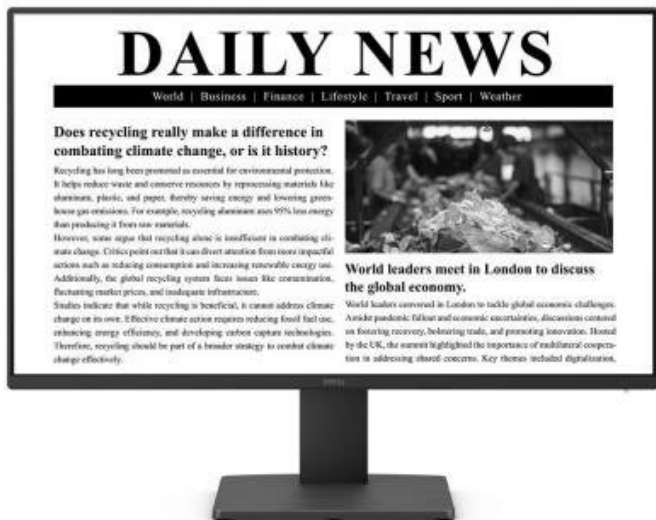 DAILY NEWS
World | Business | Finance | Lifestyle | Travel | Sport | Weather
Does recycling really make a difference in
combating climate change, or is it history?
Recycling has long been promoted as essential for environmental protection.
It helps reduce waste and conserve resources by reprocessing materials like
aluminum, plastic, and paper, thereby saving energy and lowering green-
house gas emissions. For example, recycling aluminum uses 95% less energy
than producing it from raw materials.
However, some argue that recycling alone is insufficient in combating cli-
mate change. Critics point out that it can divert attention from more impactful
actions such as reducing consumption and increasing renewable energy use.
Additionally, the global recycling system faces issues like contamination,
fluctuating market prices, and inadequate infrastructure.
Studies indicate that while recycling is beneficial, it cannot address climate
change on its own. Effective climate action requires reducing fossil fuel use,
enhancing energy efficiency, and developing carbon capture technologies.
Therefore, recycling should be part of a broader strategy to combat climate
change effectively.
World leaders meet in London to discuss
the global economy.
World leaders convened in London to tackle global economic challenges.
Amidst pandemic fallout and economic uncertainties, discussions centered
on fostering recovery, bolstering trade, and promoting innovation. Hosted
by the UK, the summit highlighted the importance of multilateral coopera-
tion in addressing shared concerns. Key themes included digitalization,